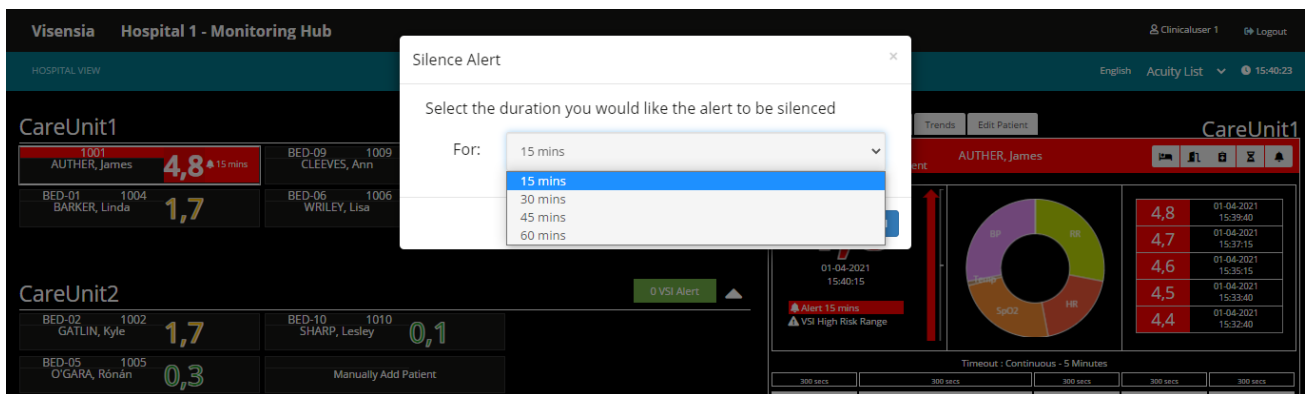 Visensia Hospital 1 - Monitoring Hub
Clinicaluser 1 Logout
HOSPITAL VIEW
English Acuity List 15:40:23
Silence Alert ×
Select the duration you would like the alert to be silenced
For: 15 mins
15 mins
30 mins
45 mins
60 mins
CareUnit1
1001
AUTHER, James 4,8 15 mins
BED-09 1009
CLEEVES, Ann
BED-01 1004
BARKER, Linda 1,7
BED-06 1006
WRILEY, Lisa
CareUnit2
0 VSI Alert
BED-02 1002
GATLIN, Kyle 1,7
BED-10 1010
SHARP, Lesley 0,1
BED-05 1005
O'GARA, Rónán 0,3
Manually Add Patient
Trends Edit Patient
CareUnit1
AUTHER, James
01-04-2021
15:40:15
Alert 15 mins
VSI High Risk Range
BP
RR
Temp
SpO2
HR
4,8 01-04-2021
15:39:40
4,7 01-04-2021
15:37:15
4,6 01-04-2021
15:35:15
4,5 01-04-2021
15:33:40
4,4 01-04-2021
15:32:40
Timeout : Continuous - 5 Minutes
300 secs 300 secs 300 secs 300 secs 300 secs